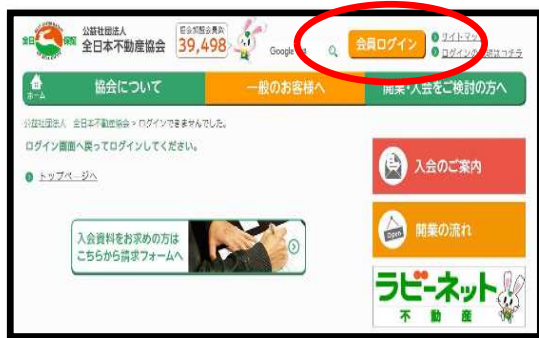 全日 保証
公益社団法人
全日本不動産協会
39,498
Google
会員ログイン
サイトマップ
ホーム
協会について
一般のお客様へ
開業・入会をご検討の方へ
公益社団法人 全日本不動産協会 > ログインできませんでした。
ログイン画面へ戻ってログインしてください。
トップページへ
入会のご案内
入会資料をお求めの方は
こちらから請求フォームへ
Open
開業の流れ
ラビーネット
不動産